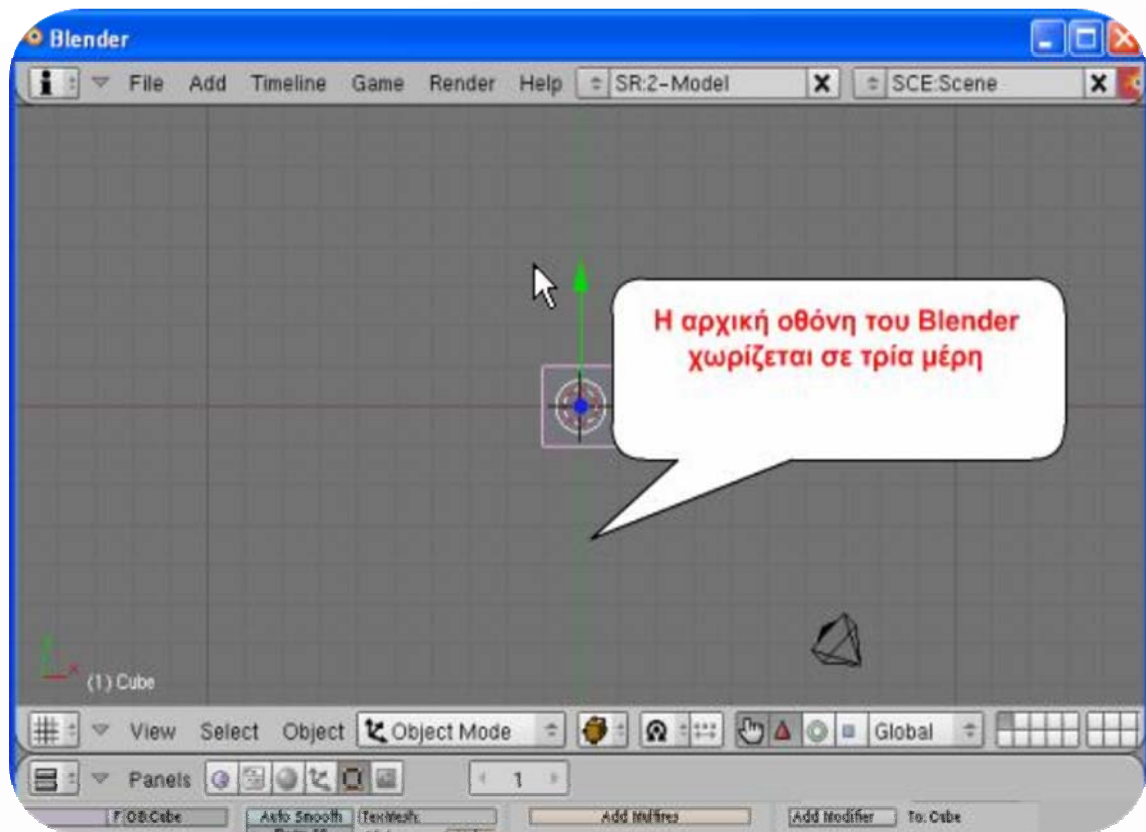 Blender
File Add Timeline Game Render Help SR:2-Model X SCE:Scene X
Η αρχική οθόνη του Blender
χωρίζεται σε τρία μέρη
(1) Cube
View Select Object Object Mode Global
Panels 1
F OB:Cube Auto Smooth TexMesh: Add Multires Add Modifier To: Cube